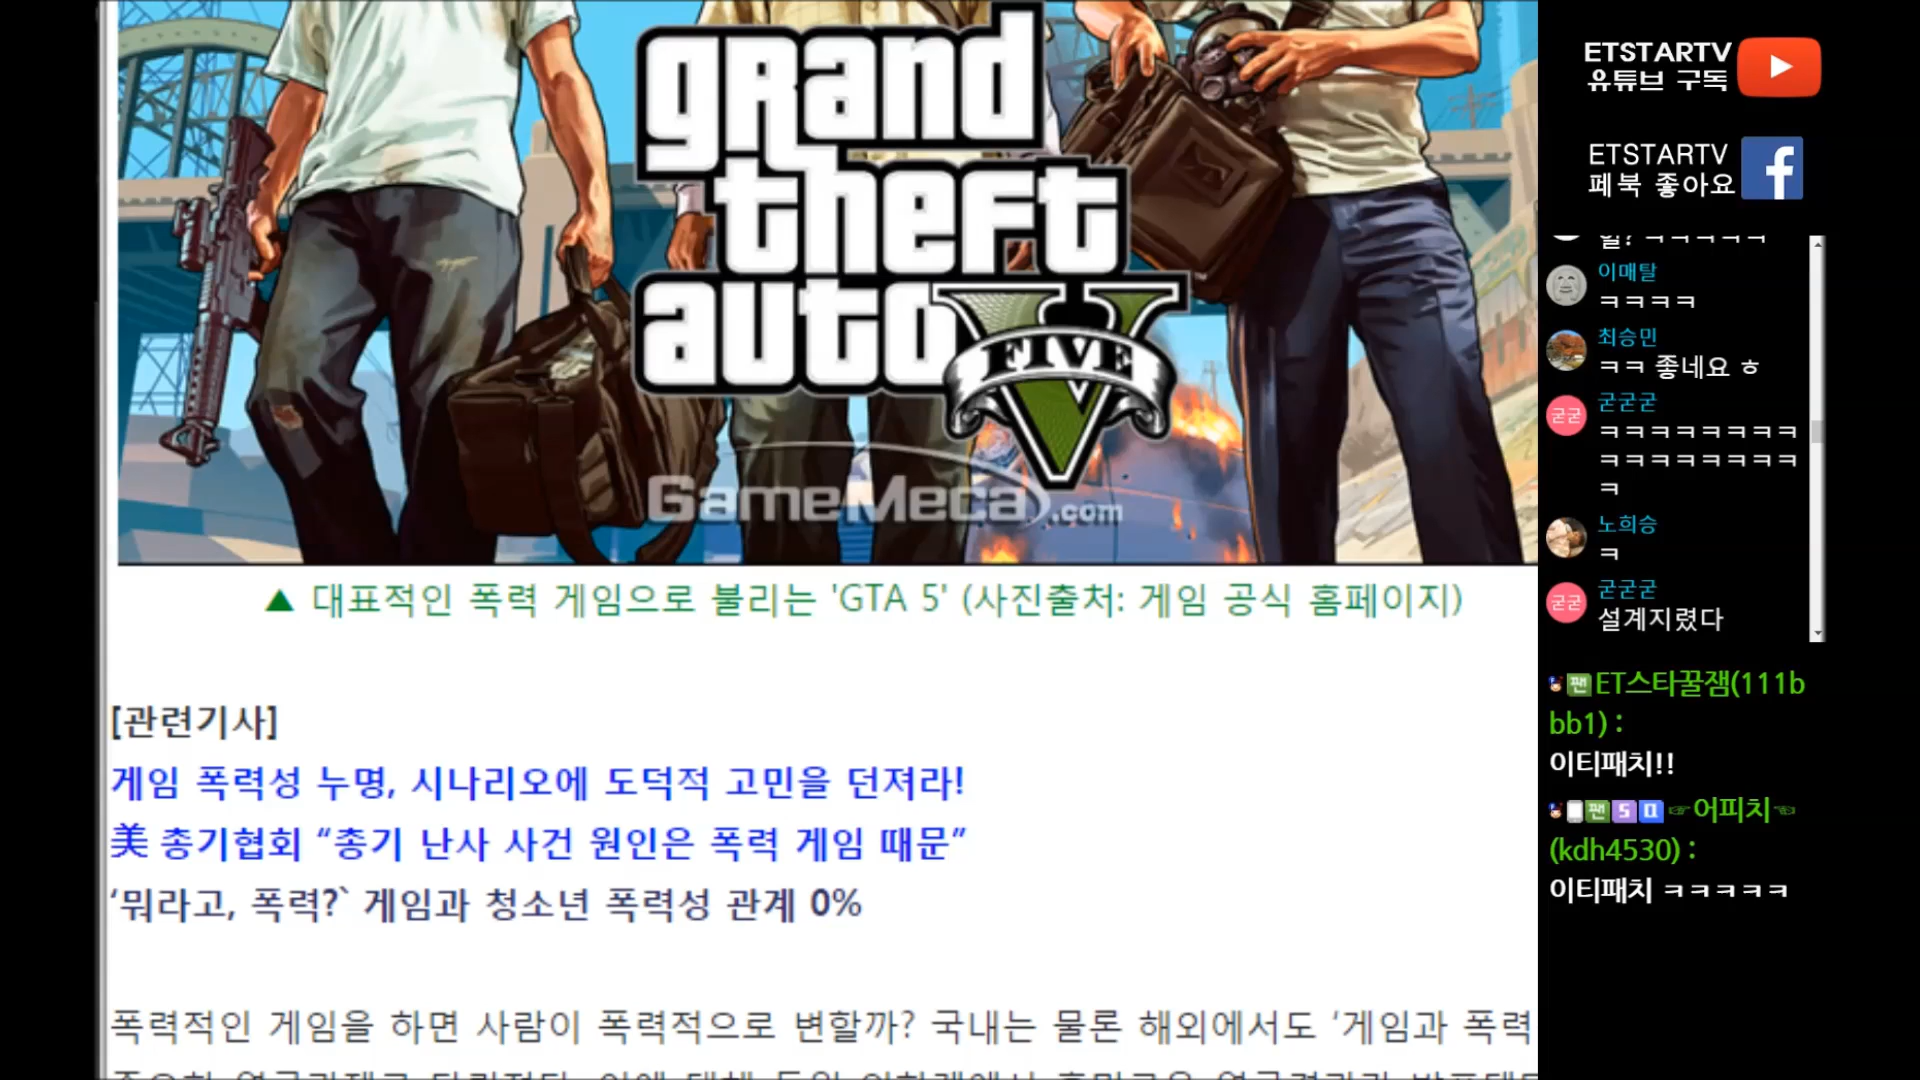 grand
theft
auto
FIVE
GameMeca.com
▲ 대표적인 폭력 게임으로 불리는 'GTA 5' (사진출처: 게임 공식 홈페이지)
[관련기사]
게임 폭력성 누명, 시나리오에 도덕적 고민을 던져라!
美 총기협회 “총기 난사 사건 원인은 폭력 게임 때문”
‘뭐라고, 폭력?` 게임과 청소년 폭력성 관계 0%
폭력적인 게임을 하면 사람이 폭력적으로 변할까? 국내는 물론 해외에서도 ‘게임과 폭력
ETSTARTV
유튜브 구독
ETSTARTV
페북 좋아요
이매탈
ㅋㅋㅋㅋ
최승민
ㅋㅋ 좋네요 ㅎ
굳굳굳
굳굳
ㅋㅋㅋㅋㅋㅋㅋㅋ
ㅋㅋㅋㅋㅋㅋㅋㅋ
ㅋ
노희승
ㅋ
굳굳굳
굳굳
설계지렸다
팬 ET스타꿀잼(111b
bb1) :
이티패치!!
팬 5 Q ☞어피치☜
(kdh4530) :
이티패치 ㅋㅋㅋㅋㅋ